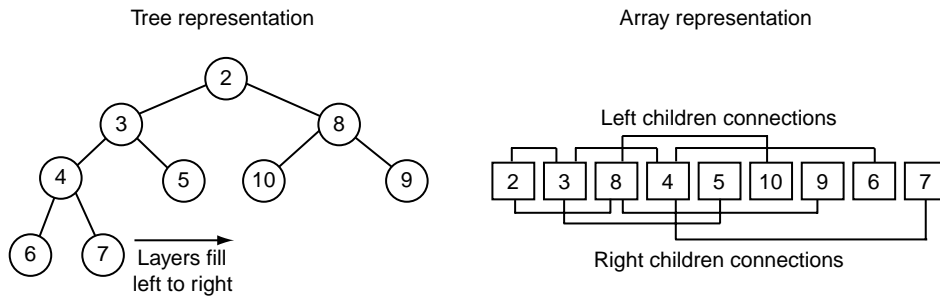 Tree representation
2
3
8
4
5
10
9
6
7
Layers fill
left to right
Array representation
Left children connections
2 3 8 4 5 10 9 6 7
Right children connections